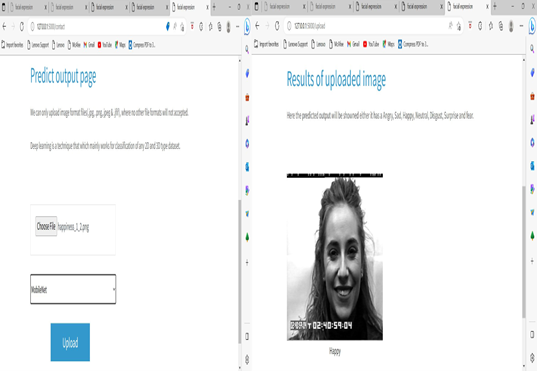 facial expression
facial expression
facial expression
facial expression
facial expression
127.0.0.1:5000/contact
Import favorites Lenovo Support Lenovo McAfee Gmail YouTube Maps Compress PDF to 1...
Predict output page
We can only upload image format files(.jpg, .png, .jpeg & .jfif), where no other file formats will not accepted.
Deep learning is a technique that which mainly works for classification of any 2D and 3D type dataset.
Choose File happiness_1_2.png
MobileNet
Upload
facial expression
facial expression
facial expression
facial expression
facial expression
127.0.0.1:5000/upload
Import favorites Lenovo Support Lenovo McAfee Gmail YouTube Maps Compress PDF to 1...
Results of uploaded image
Here the predicted output will be showned either it has a Angry, Sad, Happy, Neutral, Disgust, Surprise and fear.
02:40:59:04
Happy